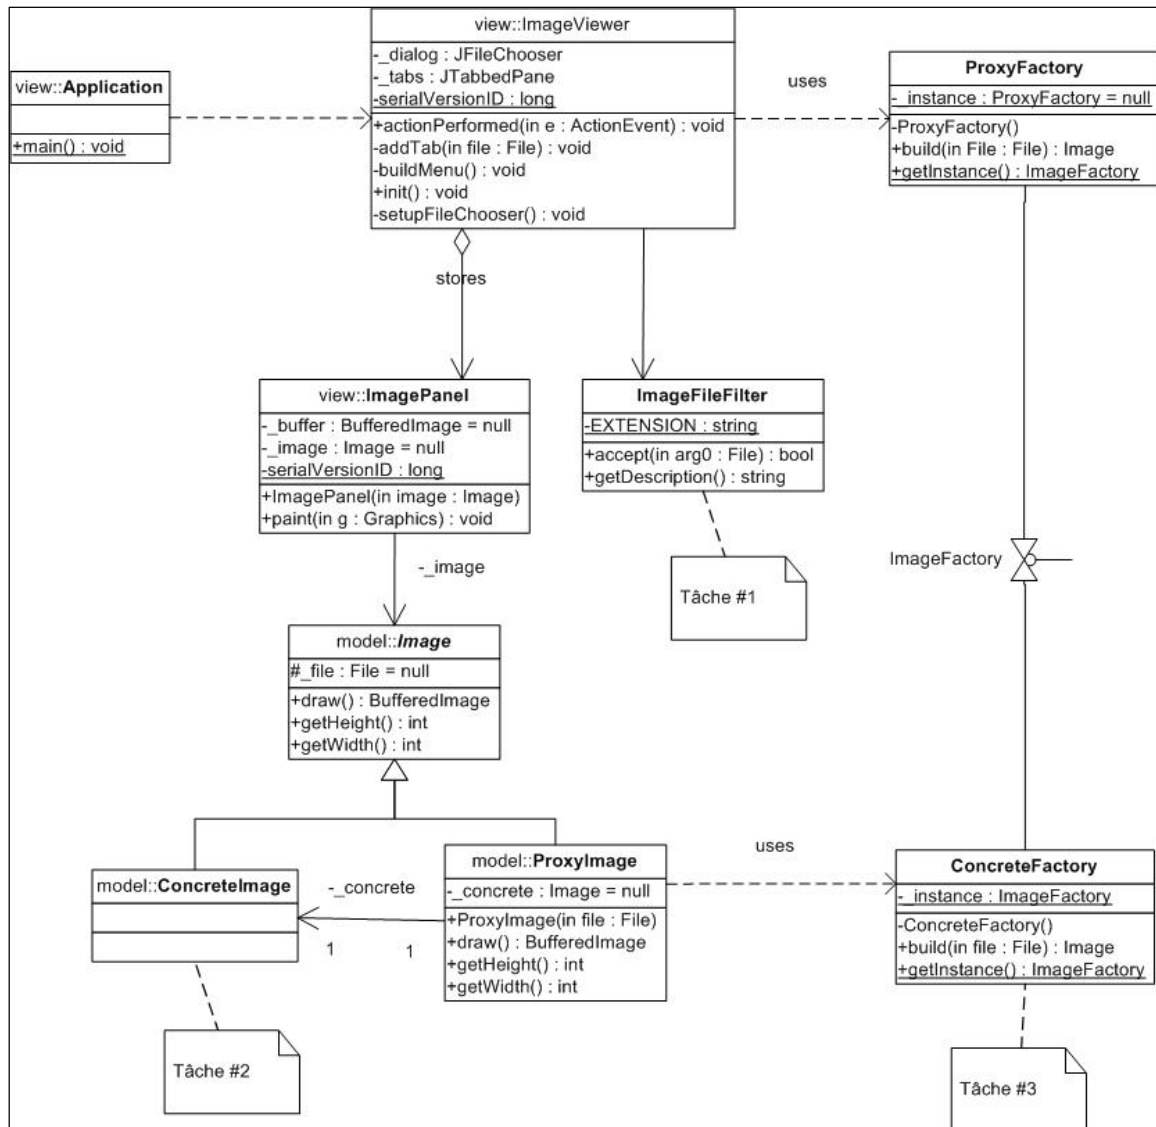 view::ImageViewer
-_dialog : JFileChooser
-_tabs : JTabbedPane
-serialVersionID : long
+actionPerformed(in e : ActionEvent) : void
-addTab(in file : File) : void
-buildMenu() : void
+init() : void
-setupFileChooser() : void
view::Application
+main() : void
uses
ProxyFactory
-_instance : ProxyFactory = null
-ProxyFactory()
+build(in File : File) : Image
+getInstance() : ImageFactory
stores
view::ImagePanel
-_buffer : BufferedImage = null
-_image : Image = null
-serialVersionID : long
+ImagePanel(in image : Image)
+paint(in g : Graphics) : void
ImageFileFilter
-EXTENSION : string
+accept(in arg0 : File) : bool
+getDescription() : string
-_image
Tâche #1
ImageFactory
model::Image
#_file : File = null
+draw() : BufferedImage
+getHeight() : int
+getWidth() : int
model::ConcreteImage
-_concrete
1
1
model::ProxyImage
-_concrete : Image = null
+ProxyImage(in file : File)
+draw() : BufferedImage
+getHeight() : int
+getWidth() : int
uses
ConcreteFactory
-_instance : ImageFactory
-ConcreteFactory()
+build(in file : File) : Image
+getInstance() : ImageFactory
Tâche #2
Tâche #3